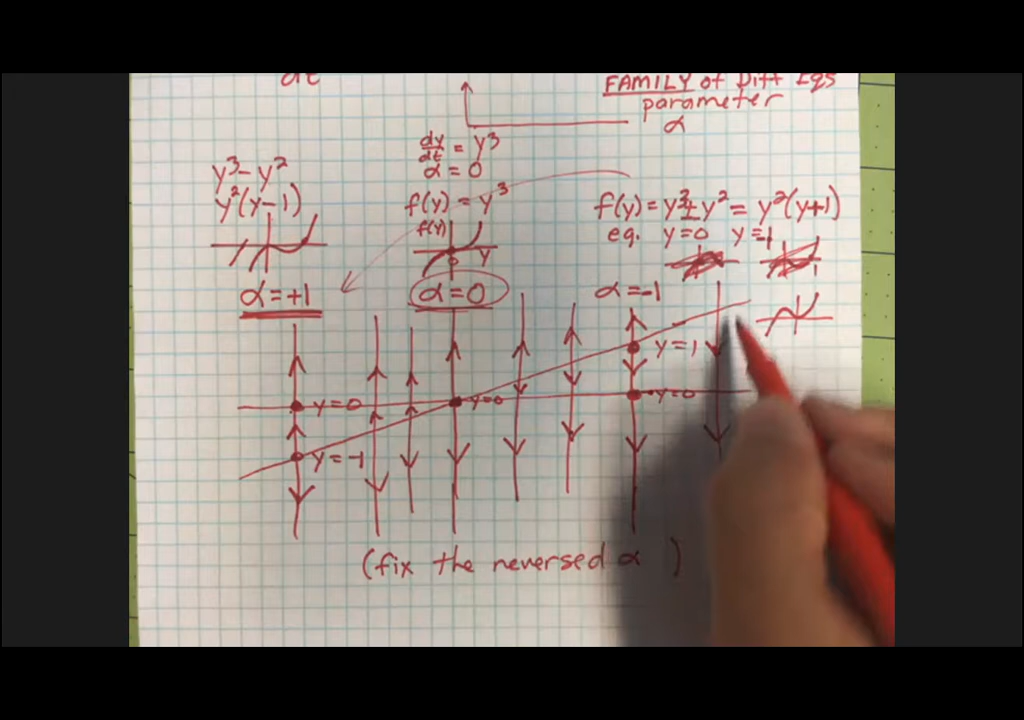 dt
FAMILY of Diff Eqs
parameter
α
dy/dt = y³
α = 0
y³ - y²
y²(y-1)
f(y) = y³
f(y) = y³ + y² = y²(y+1)
eq. y=0 y=-1
f(y)
y
α = +1
α = 0
α = -1
y = 1
y = 0
y=0
y=0
y = -1
(fix the reversed α )